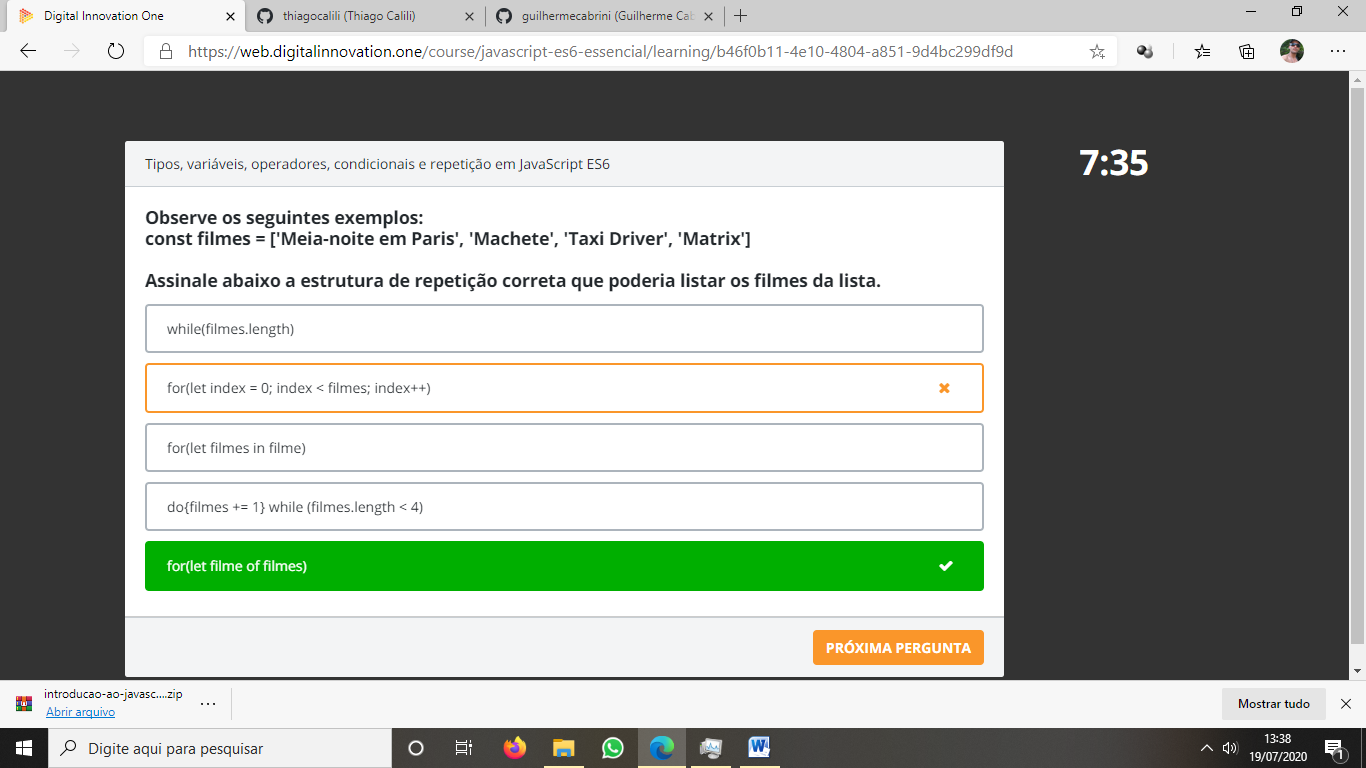 Digital Innovation One
thiagocalili (Thiago Calili)
guilhermecabrini (Guilherme Cab
https://web.digitalinnovation.one/course/javascript-es6-essencial/learning/b46f0b11-4e10-4804-a851-9d4bc299df9d
Tipos, variáveis, operadores, condicionais e repetição em JavaScript ES6
7:35
Observe os seguintes exemplos:
const filmes = ['Meia-noite em Paris', 'Machete', 'Taxi Driver', 'Matrix']
Assinale abaixo a estrutura de repetição correta que poderia listar os filmes da lista.
while(filmes.length)
for(let index = 0; index < filmes; index++)
for(let filmes in filme)
do{filmes += 1} while (filmes.length < 4)
for(let filme of filmes)
PRÓXIMA PERGUNTA
introducao-ao-javasc....zip
Abrir arquivo
Mostrar tudo
Digite aqui para pesquisar
13:38
19/07/2020
1